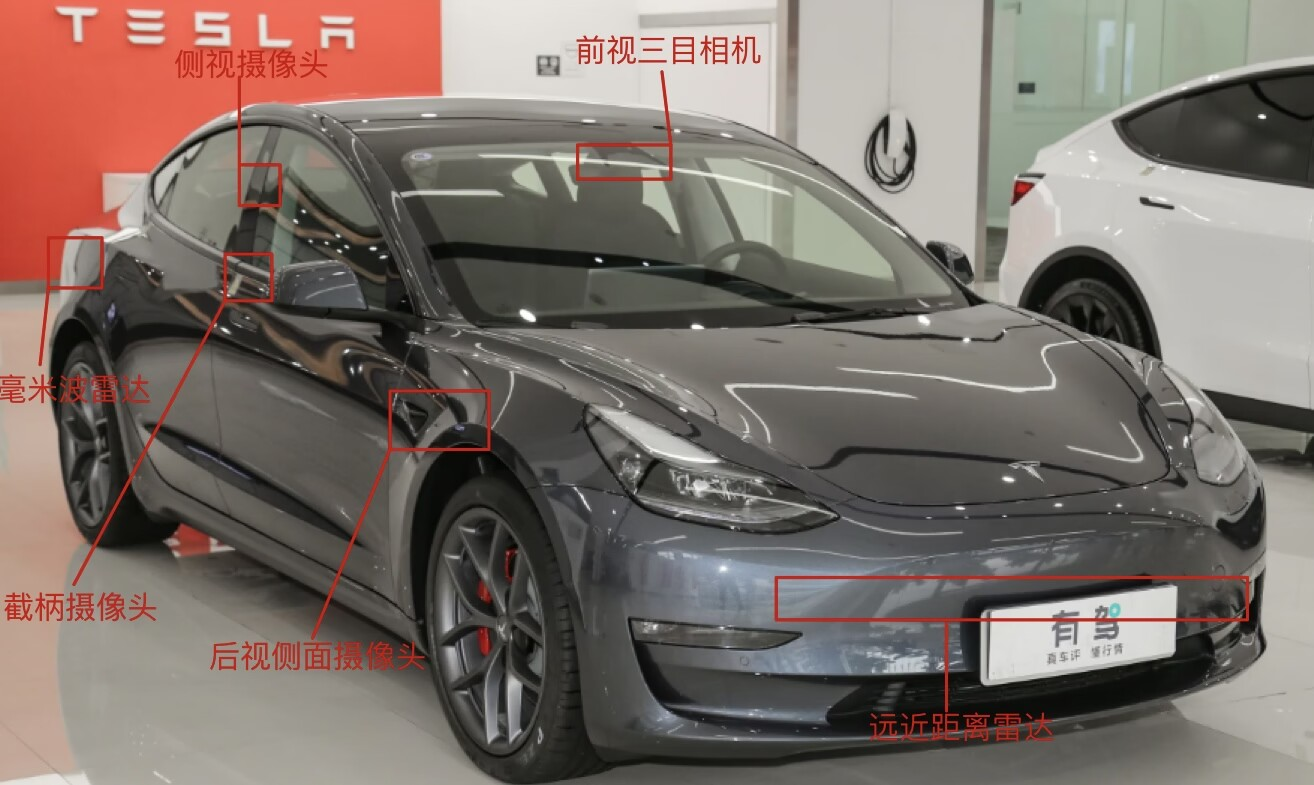 TESLA
侧视摄像头
前视三目相机
毫米波雷达
截柄摄像头
后视侧面摄像头
有驾
真车评 懂行情
远近距离雷达